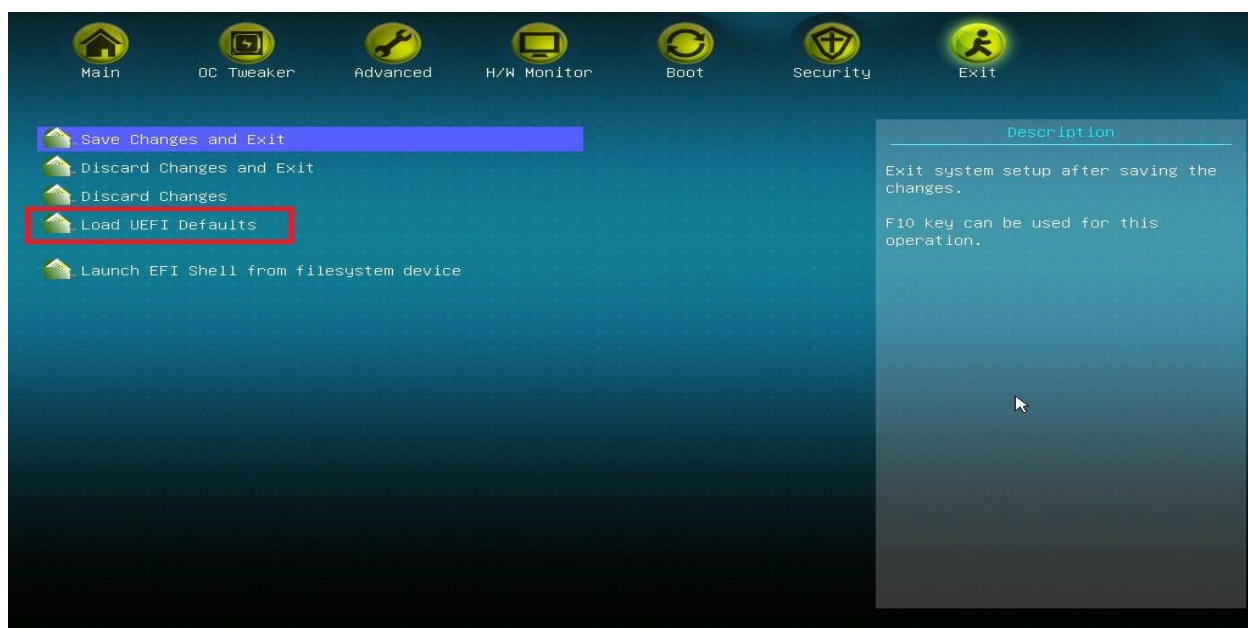 Main OC Tweaker Advanced H/W Monitor Boot Security Exit
Save Changes and Exit
Discard Changes and Exit
Discard Changes
Load UEFI Defaults
Launch EFI Shell from filesystem device
Description
Exit system setup after saving the
changes.
F10 key can be used for this
operation.